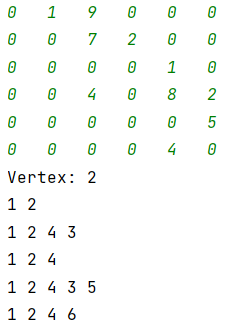 0 1 9 0 0 0
0 0 7 2 0 0
0 0 0 0 1 0
0 0 4 0 8 2
0 0 0 0 0 5
0 0 0 4 0 0
Vertex: 2
1 2
1 2 4 3
1 2 4
1 2 4 3 5
1 2 4 6